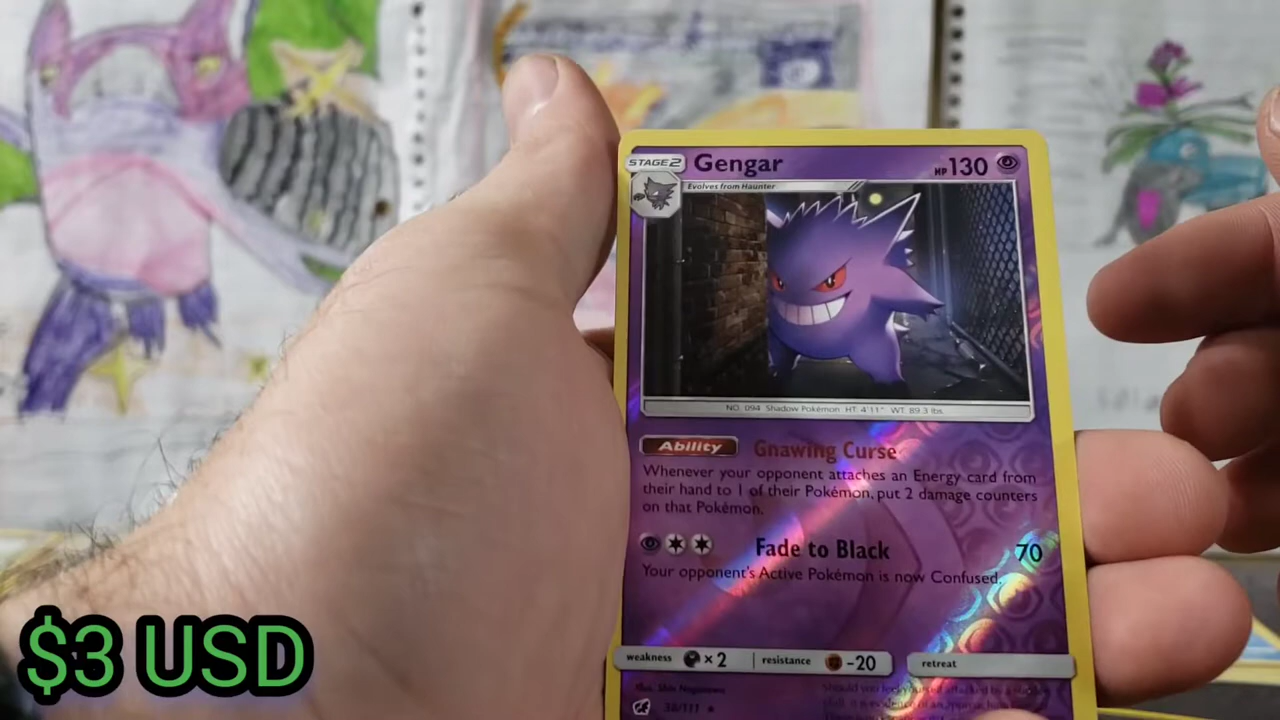 STAGE 2 Gengar HP 130
Evolves from Haunter
NO. 094 Shadow Pokémon HT. 4'11" WT. 89.3 lbs.
Ability Gnawing Curse
Whenever your opponent attaches an Energy card from
their hand to 1 of their Pokémon, put 2 damage counters
on that Pokémon.
Fade to Black 70
Your opponent's Active Pokémon is now Confused.
weakness ×2 resistance -20 retreat
38/111
$3 USD